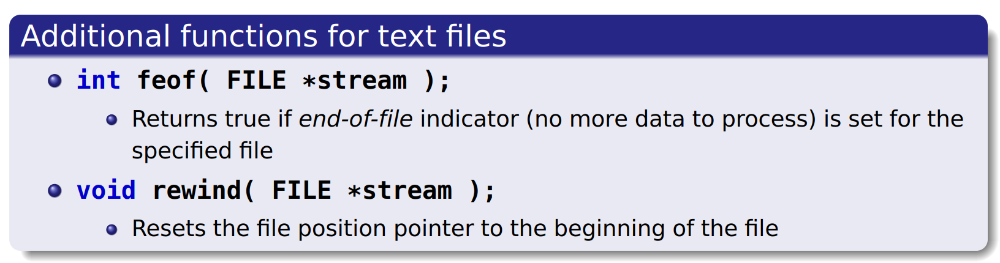 Additional functions for text files
int feof( FILE *stream );
Returns true if end-of-file indicator (no more data to process) is set for the
specified file
void rewind( FILE *stream );
Resets the file position pointer to the beginning of the file